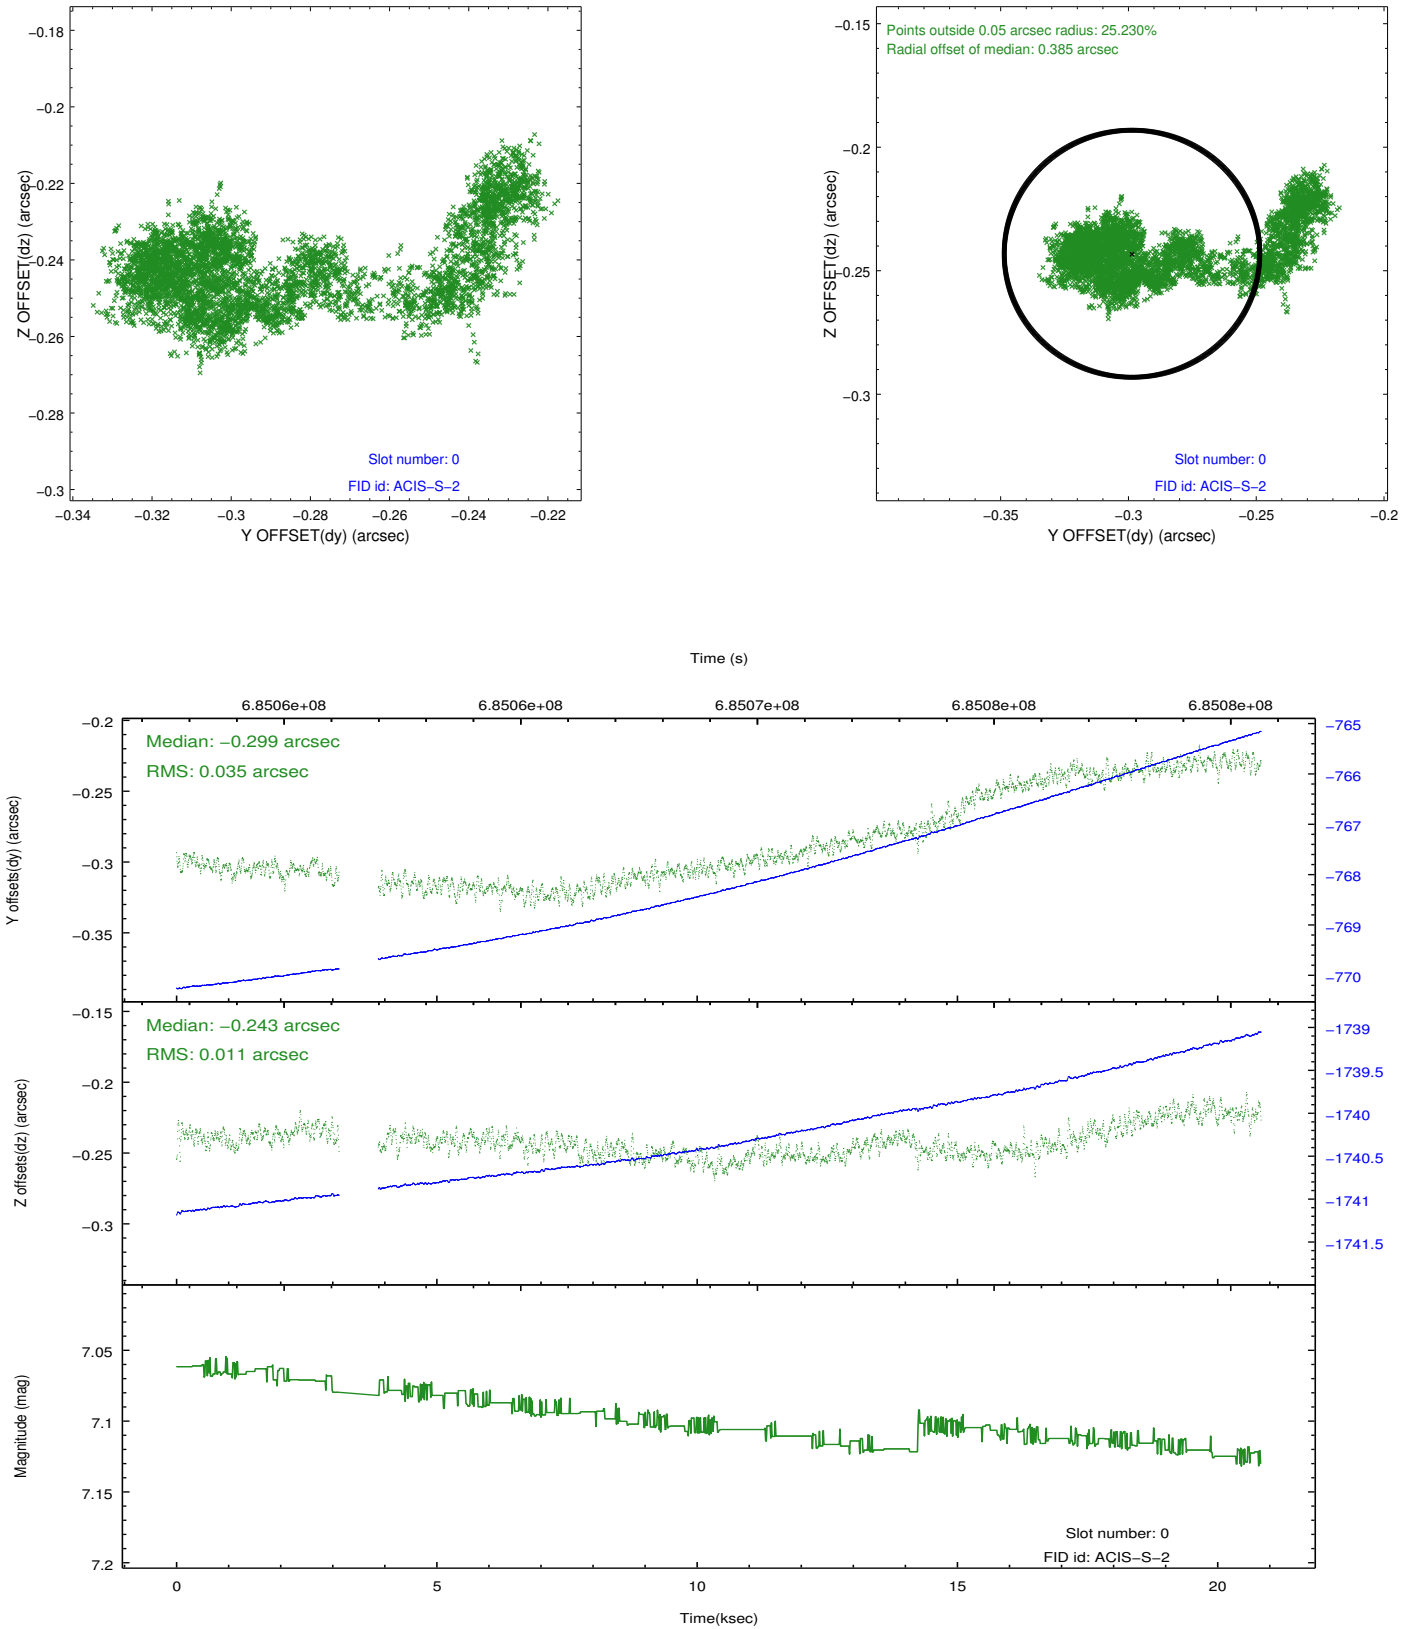 −0.18
−0.2
−0.22
−0.24
−0.26
−0.28
−0.3
Z OFFSET(dz) (arcsec)
Slot number: 0
FID id: ACIS−S−2
−0.34 −0.32 −0.3 −0.28 −0.26 −0.24 −0.22
Y OFFSET(dy) (arcsec)
Points outside 0.05 arcsec radius: 25.230%
Radial offset of median: 0.385 arcsec
−0.15
−0.2
−0.25
−0.3
Z OFFSET(dz) (arcsec)
Slot number: 0
FID id: ACIS−S−2
−0.35 −0.3 −0.25 −0.2
Y OFFSET(dy) (arcsec)
Time (s)
6.8506e+08 6.8506e+08 6.8507e+08 6.8508e+08 6.8508e+08
Median: −0.299 arcsec
RMS: 0.035 arcsec
−0.2
−0.25
−0.3
−0.35
Y offsets(dy) (arcsec)
−765
−766
−767
−768
−769
−770
Median: −0.243 arcsec
RMS: 0.011 arcsec
−0.15
−0.2
−0.25
−0.3
Z offsets(dz) (arcsec)
−1739
−1739.5
−1740
−1740.5
−1741
−1741.5
7.05
7.1
7.15
7.2
Magnitude (mag)
Slot number: 0
FID id: ACIS−S−2
0 5 10 15 20
Time(ksec)